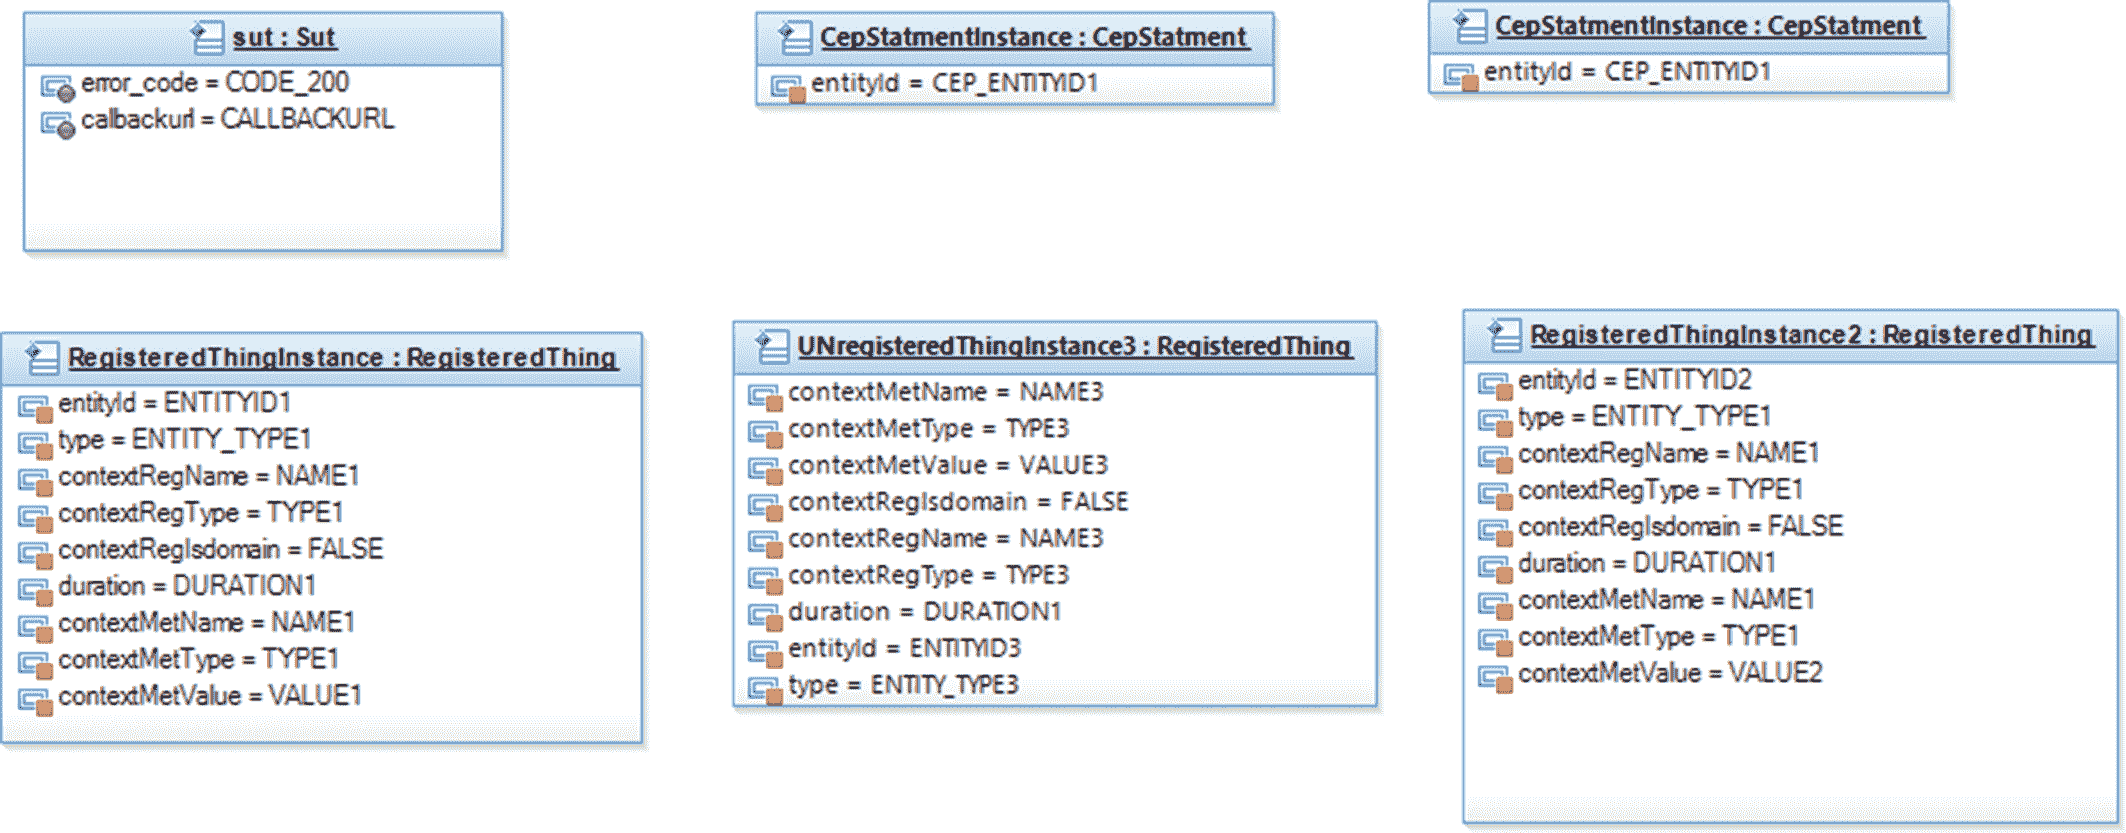 sut : Sut
error_code = CODE_200
calbackurl = CALLBACKURL
CepStatmentInstance : CepStatment
entityId = CEP_ENTITYID1
CepStatmentInstance : CepStatment
entityId = CEP_ENTITYID1
RegisteredThingInstance : RegisteredThing
entityId = ENTITYID1
type = ENTITY_TYPE1
contextRegName = NAME1
contextRegType = TYPE1
contextRegIsdomain = FALSE
duration = DURATION1
contextMetName = NAME1
contextMetType = TYPE1
contextMetValue = VALUE1
UNregisteredThingInstance3 : RegisteredThing
contextMetName = NAME3
contextMetType = TYPE3
contextMetValue = VALUE3
contextRegIsdomain = FALSE
contextRegName = NAME3
contextRegType = TYPE3
duration = DURATION1
entityId = ENTITYID3
type = ENTITY_TYPE3
RegisteredThingInstance2 : RegisteredThing
entityId = ENTITYID2
type = ENTITY_TYPE1
contextRegName = NAME1
contextRegType = TYPE1
contextRegIsdomain = FALSE
duration = DURATION1
contextMetName = NAME1
contextMetType = TYPE1
contextMetValue = VALUE2